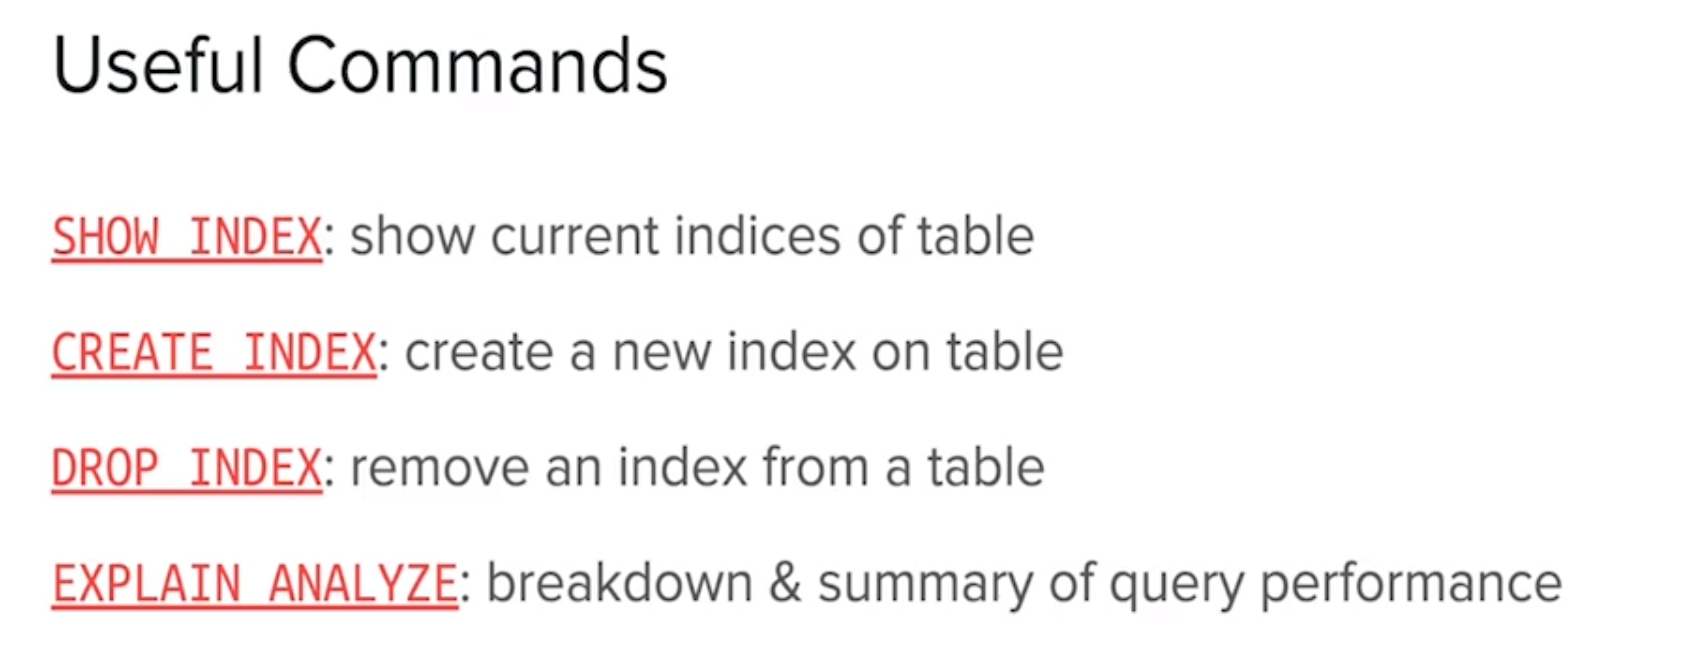 Useful Commands
SHOW INDEX: show current indices of table
CREATE INDEX: create a new index on table
DROP INDEX: remove an index from a table
EXPLAIN ANALYZE: breakdown & summary of query performance